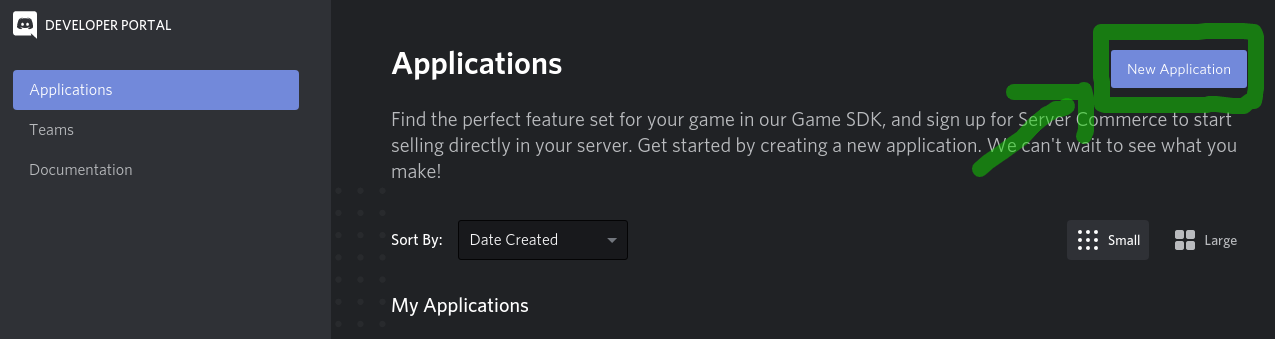 DEVELOPER PORTAL
Applications
Teams
Documentation
Applications
New Application
Find the perfect feature set for your game in our Game SDK, and sign up for Server Commerce to start
selling directly in your server. Get started by creating a new application. We can't wait to see what you
make!
Sort By:
Date Created
Small
Large
My Applications